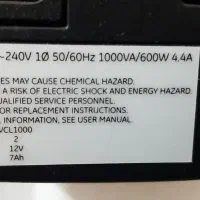 ~240V 1Ø 50/60Hz 1000VA/600W 4.4A
ES MAY CAUSE CHEMICAL HAZARD.
A RISK OF ELECTRIC SHOCK AND ENERGY HAZARD.
UALIFIED SERVICE PERSONNEL.
OR REPLACEMENT INSTRUCTIONS.
INFORMATION, SEE USER MANUAL
VCL1000
2
12V
7Ah